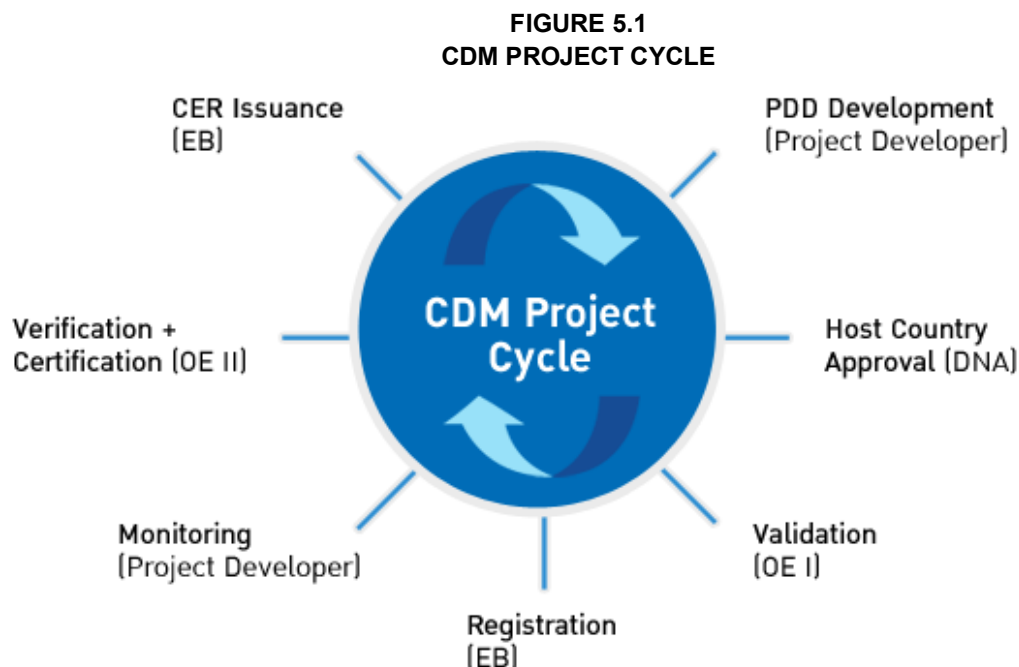 FIGURE 5.1
CDM PROJECT CYCLE
CER Issuance
(EB)
PDD Development
(Project Developer)
CDM Project
Cycle
Verification +
Certification (OE II)
Host Country
Approval (DNA)
Monitoring
(Project Developer)
Validation
(OE I)
Registration
(EB)